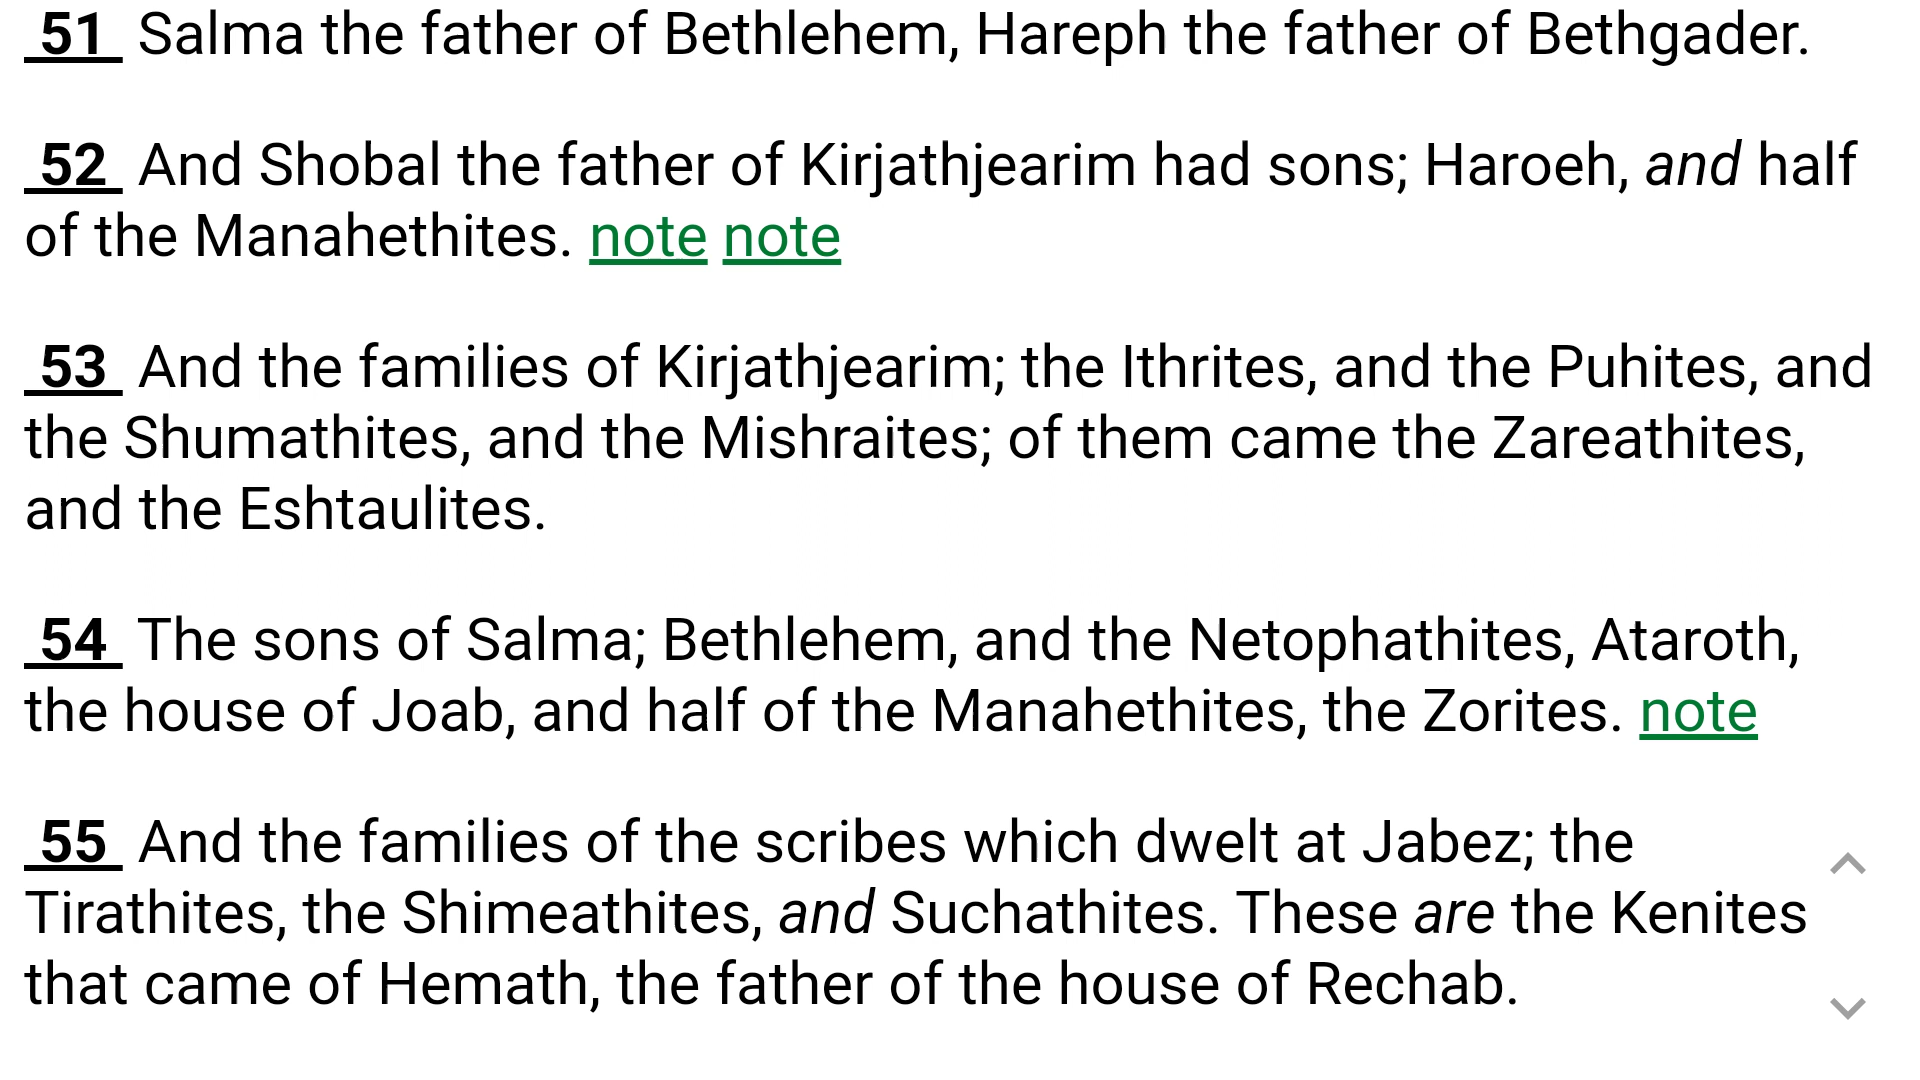 51 Salma the father of Bethlehem, Hareph the father of Bethgader.
52 And Shobal the father of Kirjathjearim had sons; Haroeh, and half
of the Manahethites. note note
53 And the families of Kirjathjearim; the Ithrites, and the Puhites, and
the Shumathites, and the Mishraites; of them came the Zareathites,
and the Eshtaulites.
54 The sons of Salma; Bethlehem, and the Netophathites, Ataroth,
the house of Joab, and half of the Manahethites, the Zorites. note
55 And the families of the scribes which dwelt at Jabez; the
Tirathites, the Shimeathites, and Suchathites. These are the Kenites
that came of Hemath, the father of the house of Rechab.